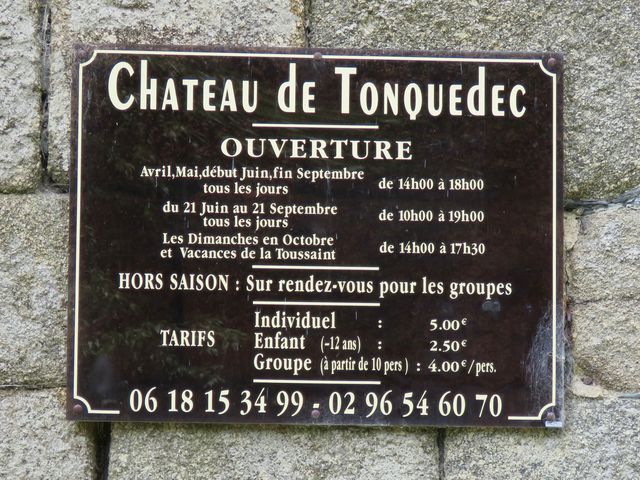 CHATEAU de TONQUEdEC
OUVERTURE
Avril,Mai,début Juin,fin Septembre
tous les jours
de 14h00 à 18h00
du 21 Juin au 21 Septembre
tous les jours
de 10h00 à 19h00
Les Dimanches en Octobre
et Vacances de la Toussaint
de 14h00 à 17h30
HORS SAISON : Sur rendez-vous pour les groupes
TARIFS
Individuel : 5.00€
Enfant (-12 ans) : 2.50€
Groupe (à partir de 10 pers) : 4.00€/pers.
06 18 15 34 99 - 02 96 54 60 70